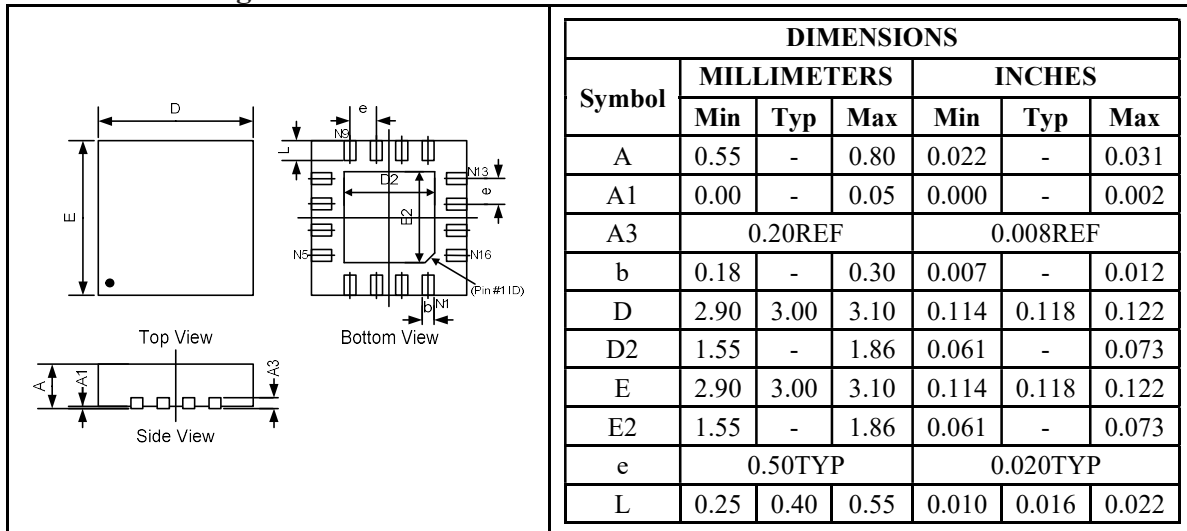 D
E
Top View
e
N9
L
N13
D2
e
E2
N5
N16
(Pin #1 ID)
b
N1
Bottom View
A
A1
A3
Side View
DIMENSIONS
Symbol MILLIMETERS INCHES
Min Typ Max Min Typ Max
A 0.55 - 0.80 0.022 - 0.031
A1 0.00 - 0.05 0.000 - 0.002
A3 0.20REF 0.008REF
b 0.18 - 0.30 0.007 - 0.012
D 2.90 3.00 3.10 0.114 0.118 0.122
D2 1.55 - 1.86 0.061 - 0.073
E 2.90 3.00 3.10 0.114 0.118 0.122
E2 1.55 - 1.86 0.061 - 0.073
e 0.50TYP 0.020TYP
L 0.25 0.40 0.55 0.010 0.016 0.022